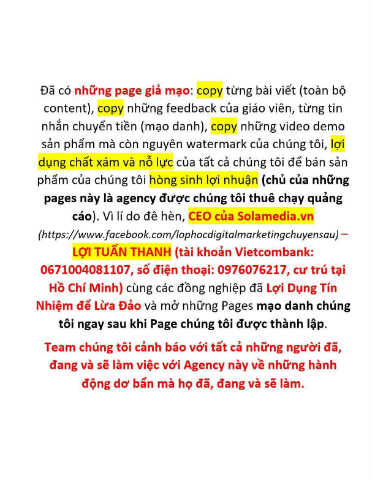 Đã có những page giả mạo: copy từng bài viết (toàn bộ
content), copy những feedback của giáo viên, từng tin
nhắn chuyển tiền (mạo danh), copy những video demo
sản phẩm mà còn nguyên watermark của chúng tôi, lợi
dụng chất xám và nỗ lực của tất cả chúng tôi để bán sản
phẩm của chúng tôi hòng sinh lợi nhuận (chủ của những
pages này là agency được chúng tôi thuê chạy quảng
cáo). Vì lí do đê hèn, CEO của Solamedia.vn
(https://www.facebook.com/lophocdigitalmarketingchuyensau) –
LỢI TUẤN THANH (tài khoản Vietcombank:
0671004081107, số điện thoại: 0976076217, cư trú tại
Hồ Chí Minh) cùng các đồng nghiệp đã Lợi Dụng Tín
Nhiệm để Lừa Đảo và mở những Pages mạo danh chúng
tôi ngay sau khi Page chúng tôi được thành lập.
Team chúng tôi cảnh báo với tất cả những người đã,
đang và sẽ làm việc với Agency này về những hành
động dơ bẩn mà họ đã, đang và sẽ làm.